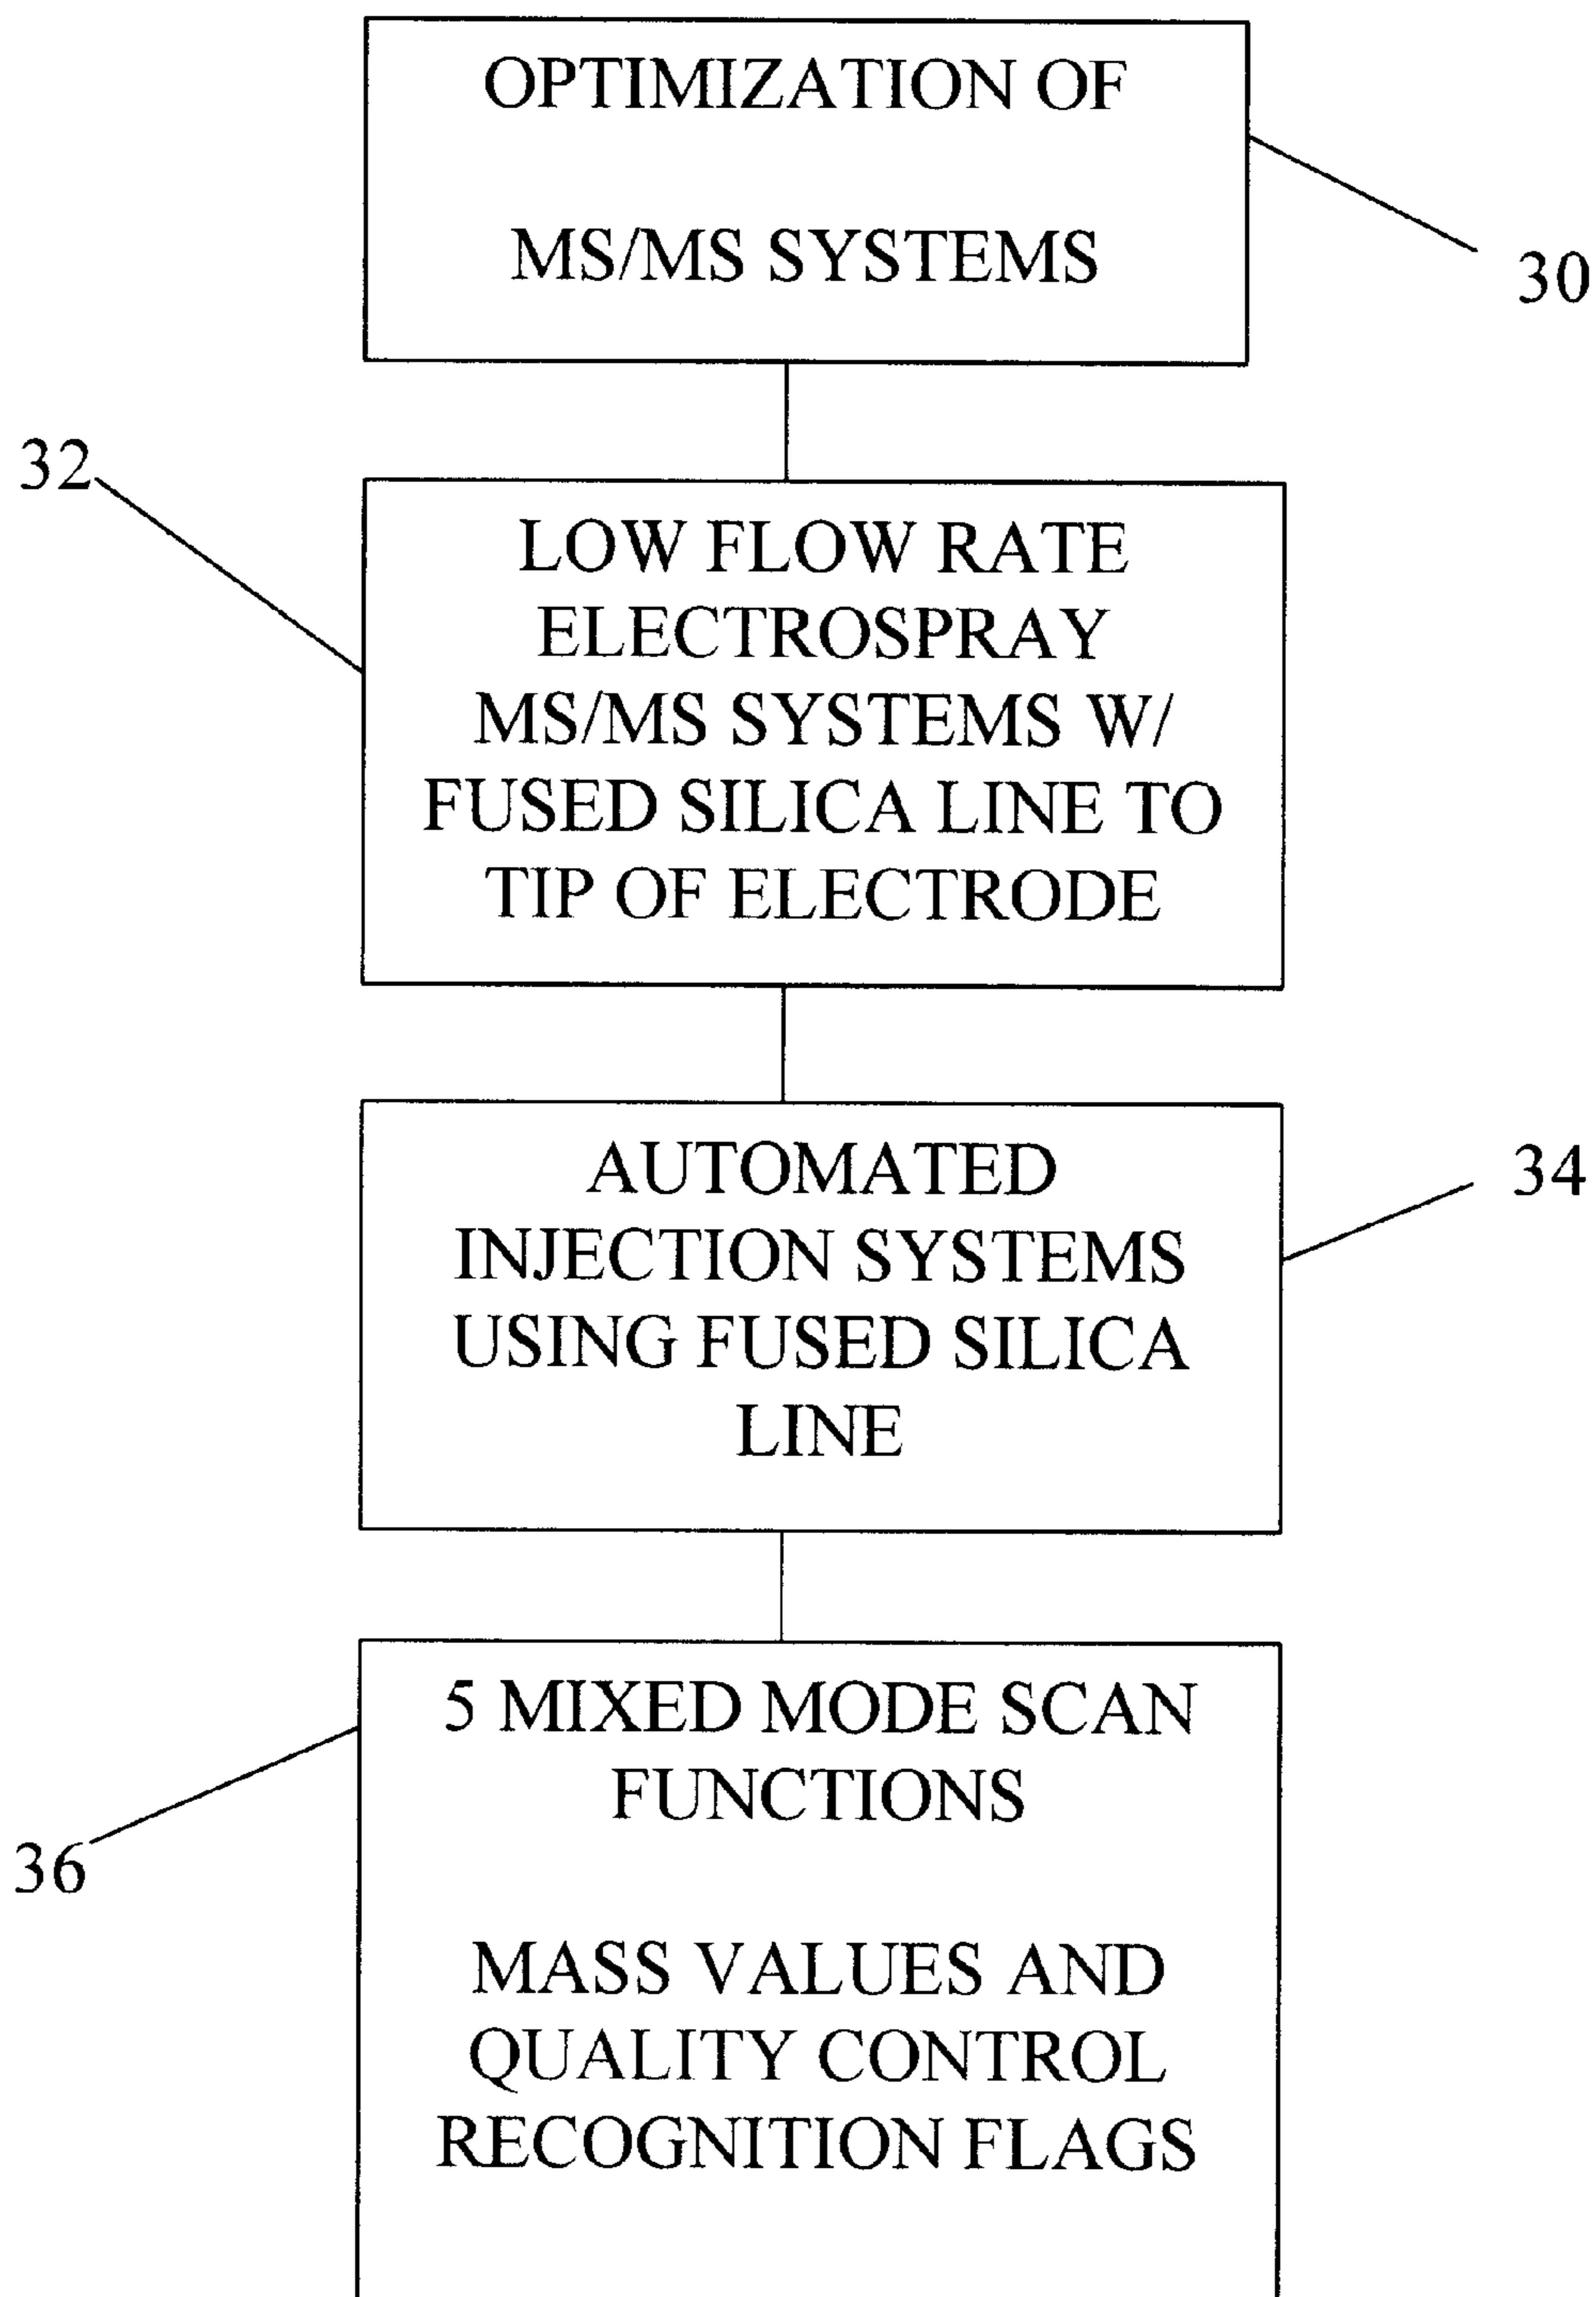 OPTIMIZATION OF
MS/MS SYSTEMS
30
32
LOW FLOW RATE
ELECTROSPRAY
MS/MS SYSTEMS W/
FUSED SILICA LINE TO
TIP OF ELECTRODE
AUTOMATED
INJECTION SYSTEMS
USING FUSED SILICA
LINE
34
5 MIXED MODE SCAN
FUNCTIONS
36
MASS VALUES AND
QUALITY CONTROL
RECOGNITION FLAGS